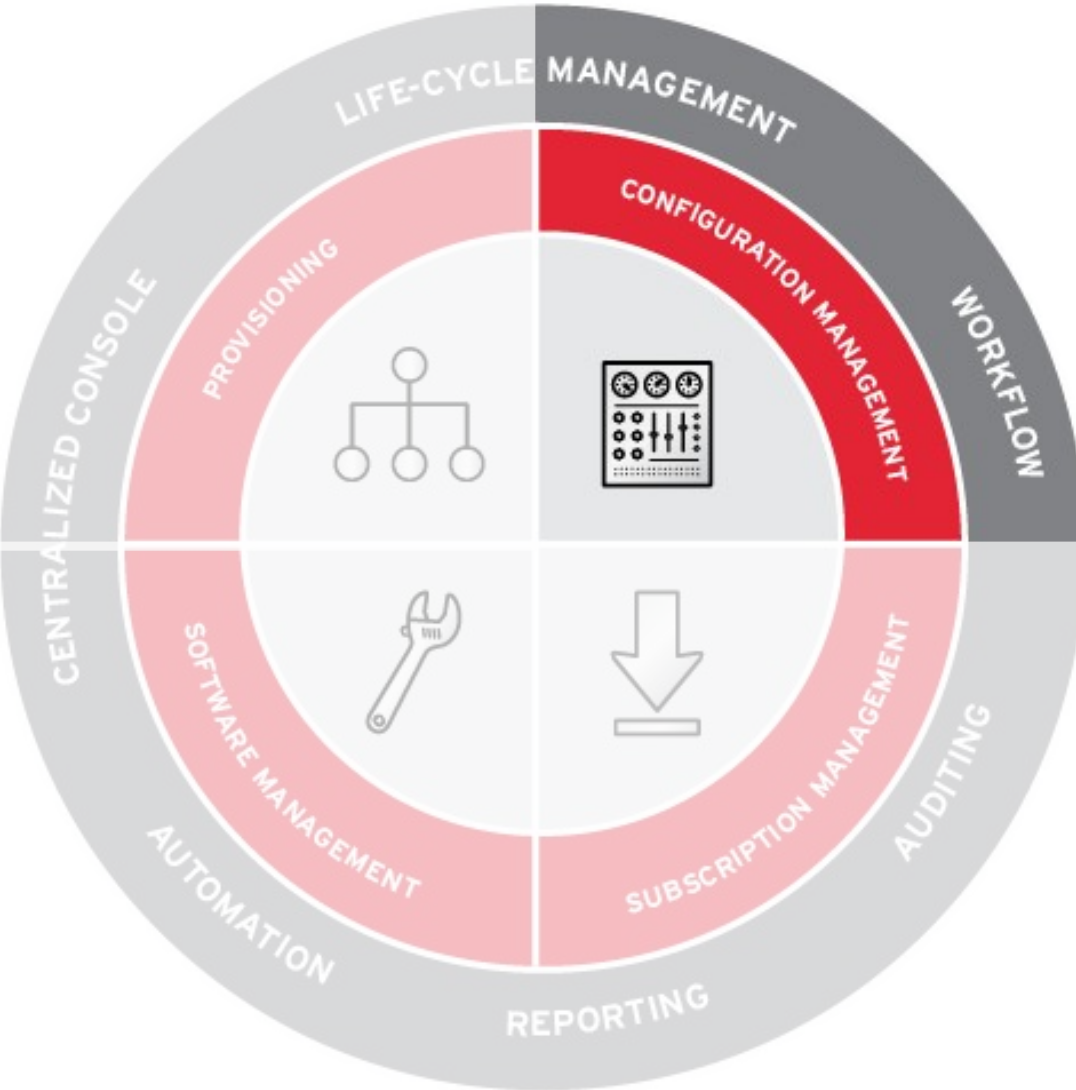 LIFE-CYCLE MANAGEMENT
CONFIGURATION MANAGEMENT
PROVISIONING
CENTRALIZED CONSOLE
WORKFLOW
SOFTWARE MANAGEMENT
SUBSCRIPTION MANAGEMENT
AUDITING
AUTOMATION
REPORTING